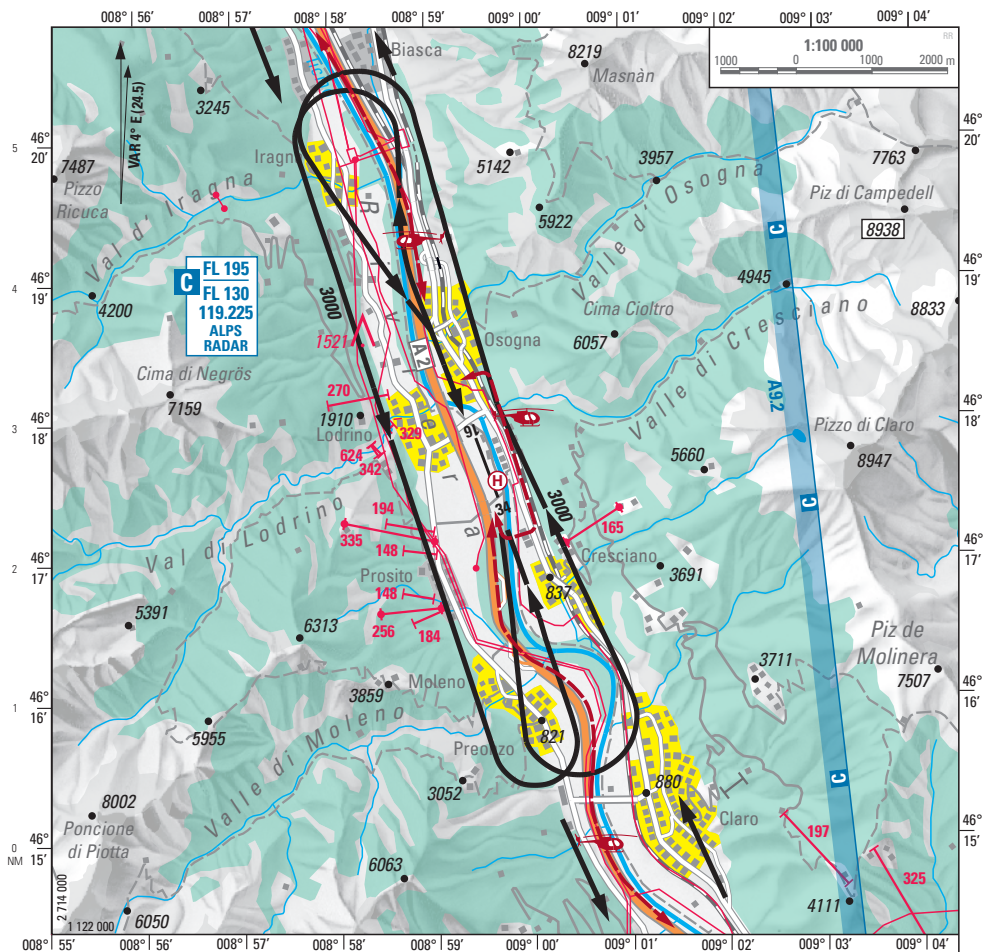 008° 56'
008° 57'
008° 58'
008° 59'
009° 00'
009° 01'
009° 02'
009° 03'
009° 04'
RR
1:100 000
1000
0
1000
2000 m
Biasca
8219
Masnàn
3245
VAR 4° E (24.5)
5
46°
20'
46°
20'
7487
Pizzo
Ricuca
Iragna
5142
3957
7763
Piz di Campedell
8938
5922
Val d' Iragna
Valle d' Osogna
Riviera
C
FL 195
FL 130
119.225
ALPS
RADAR
4
46°
19'
46°
19'
4200
3000
4945
C
8833
Cima Cioltro
6057
Valle di Cresciano
1521
A2
Osogna
Cima di Negrös
7159
270
1910
Lodrino
329
624
342
A9.2
3
46°
18'
46°
18'
16
Pizzo di Claro
8947
5660
H
34
3000
165
C
194
335
148
Val di Lodrino
Cresciano
2
46°
17'
46°
17'
Prosito
148
837
3691
5391
6313
256
184
Piz de
Molinera
7507
3711
Moleno
3859
1
46°
16'
46°
16'
5955
Valle di Moleno
821
Preonzo
3052
880
Claro
C
8002
Poncione
di Piotta
0
NM
46°
15'
46°
15'
197
6063
325
4111
6050
2 714 000
1 122 000
008° 55'
008° 56'
008° 57'
008° 58'
008° 59'
009° 00'
009° 01'
009° 02'
009° 03'
009° 04'